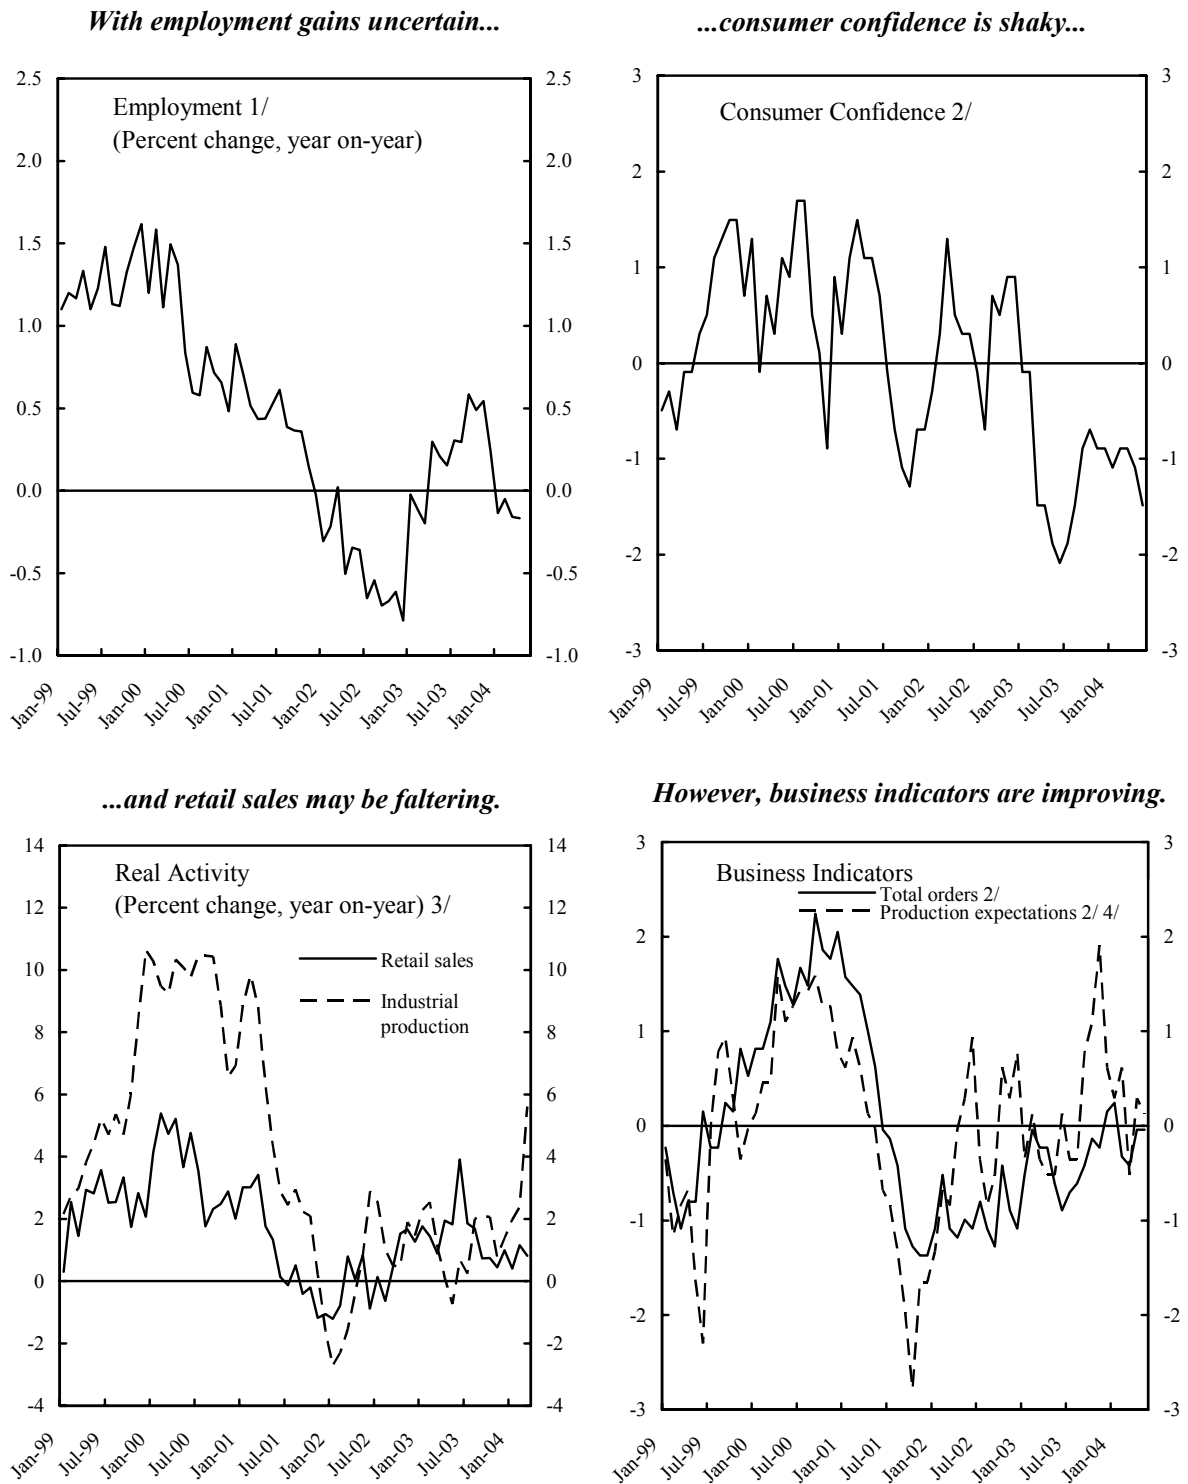 With employment gains uncertain...
2.5
2.0
1.5
1.0
0.5
0.0
-0.5
-1.0
Employment 1/
(Percent change, year on-year)
2.5
2.0
1.5
1.0
0.5
0.0
-0.5
-1.0
Jan-99
Jul-99
Jan-00
Jul-00
Jan-01
Jul-01
Jan-02
Jul-02
Jan-03
Jul-03
Jan-04
...consumer confidence is shaky...
3
2
1
0
-1
-2
-3
Consumer Confidence 2/
3
2
1
0
-1
-2
-3
Jan-99
Jul-99
Jan-00
Jul-00
Jan-01
Jul-01
Jan-02
Jul-02
Jan-03
Jul-03
Jan-04
...and retail sales may be faltering.
14
12
10
8
6
4
2
0
-2
-4
Real Activity
(Percent change, year on-year) 3/
Retail sales
Industrial
production
14
12
10
8
6
4
2
0
-2
-4
Jan-99
Jul-99
Jan-00
Jul-00
Jan-01
Jul-01
Jan-02
Jul-02
Jan-03
Jul-03
Jan-04
However, business indicators are improving.
3
2
1
0
-1
-2
-3
Business Indicators
Total orders 2/
Production expectations 2/ 4/
3
2
1
0
-1
-2
-3
Jan-99
Jul-99
Jan-00
Jul-00
Jan-01
Jul-01
Jan-02
Jul-02
Jan-03
Jul-03
Jan-04